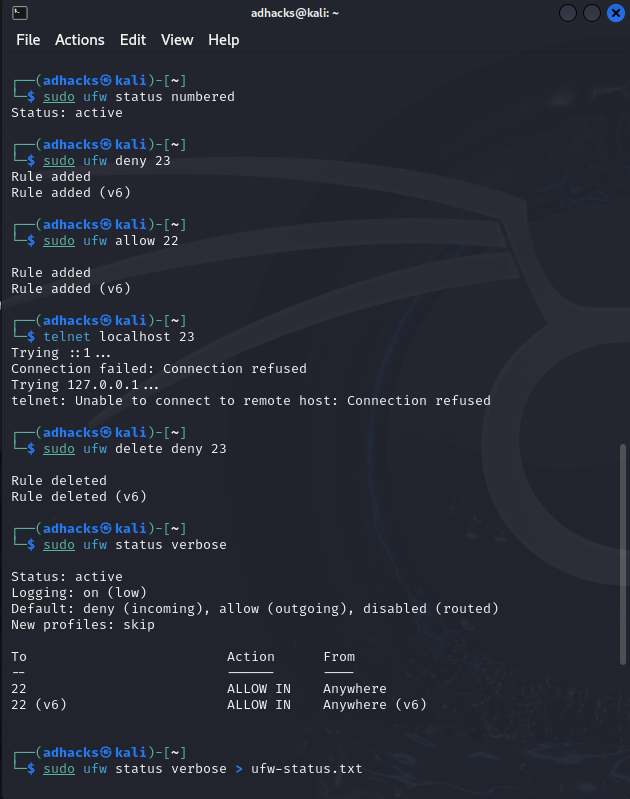 adhacks@kali: ~
File Actions Edit View Help
┌──(adhacks㉿kali)-[~]
└─$ sudo ufw status numbered
Status: active
┌──(adhacks㉿kali)-[~]
└─$ sudo ufw deny 23
Rule added
Rule added (v6)
┌──(adhacks㉿kali)-[~]
└─$ sudo ufw allow 22
Rule added
Rule added (v6)
┌──(adhacks㉿kali)-[~]
└─$ telnet localhost 23
Trying ::1...
Connection failed: Connection refused
Trying 127.0.0.1...
telnet: Unable to connect to remote host: Connection refused
┌──(adhacks㉿kali)-[~]
└─$ sudo ufw delete deny 23
Rule deleted
Rule deleted (v6)
┌──(adhacks㉿kali)-[~]
└─$ sudo ufw status verbose
Status: active
Logging: on (low)
Default: deny (incoming), allow (outgoing), disabled (routed)
New profiles: skip
To Action From
-- ------ ----
22 ALLOW IN Anywhere
22 (v6) ALLOW IN Anywhere (v6)
┌──(adhacks㉿kali)-[~]
└─$ sudo ufw status verbose > ufw-status.txt